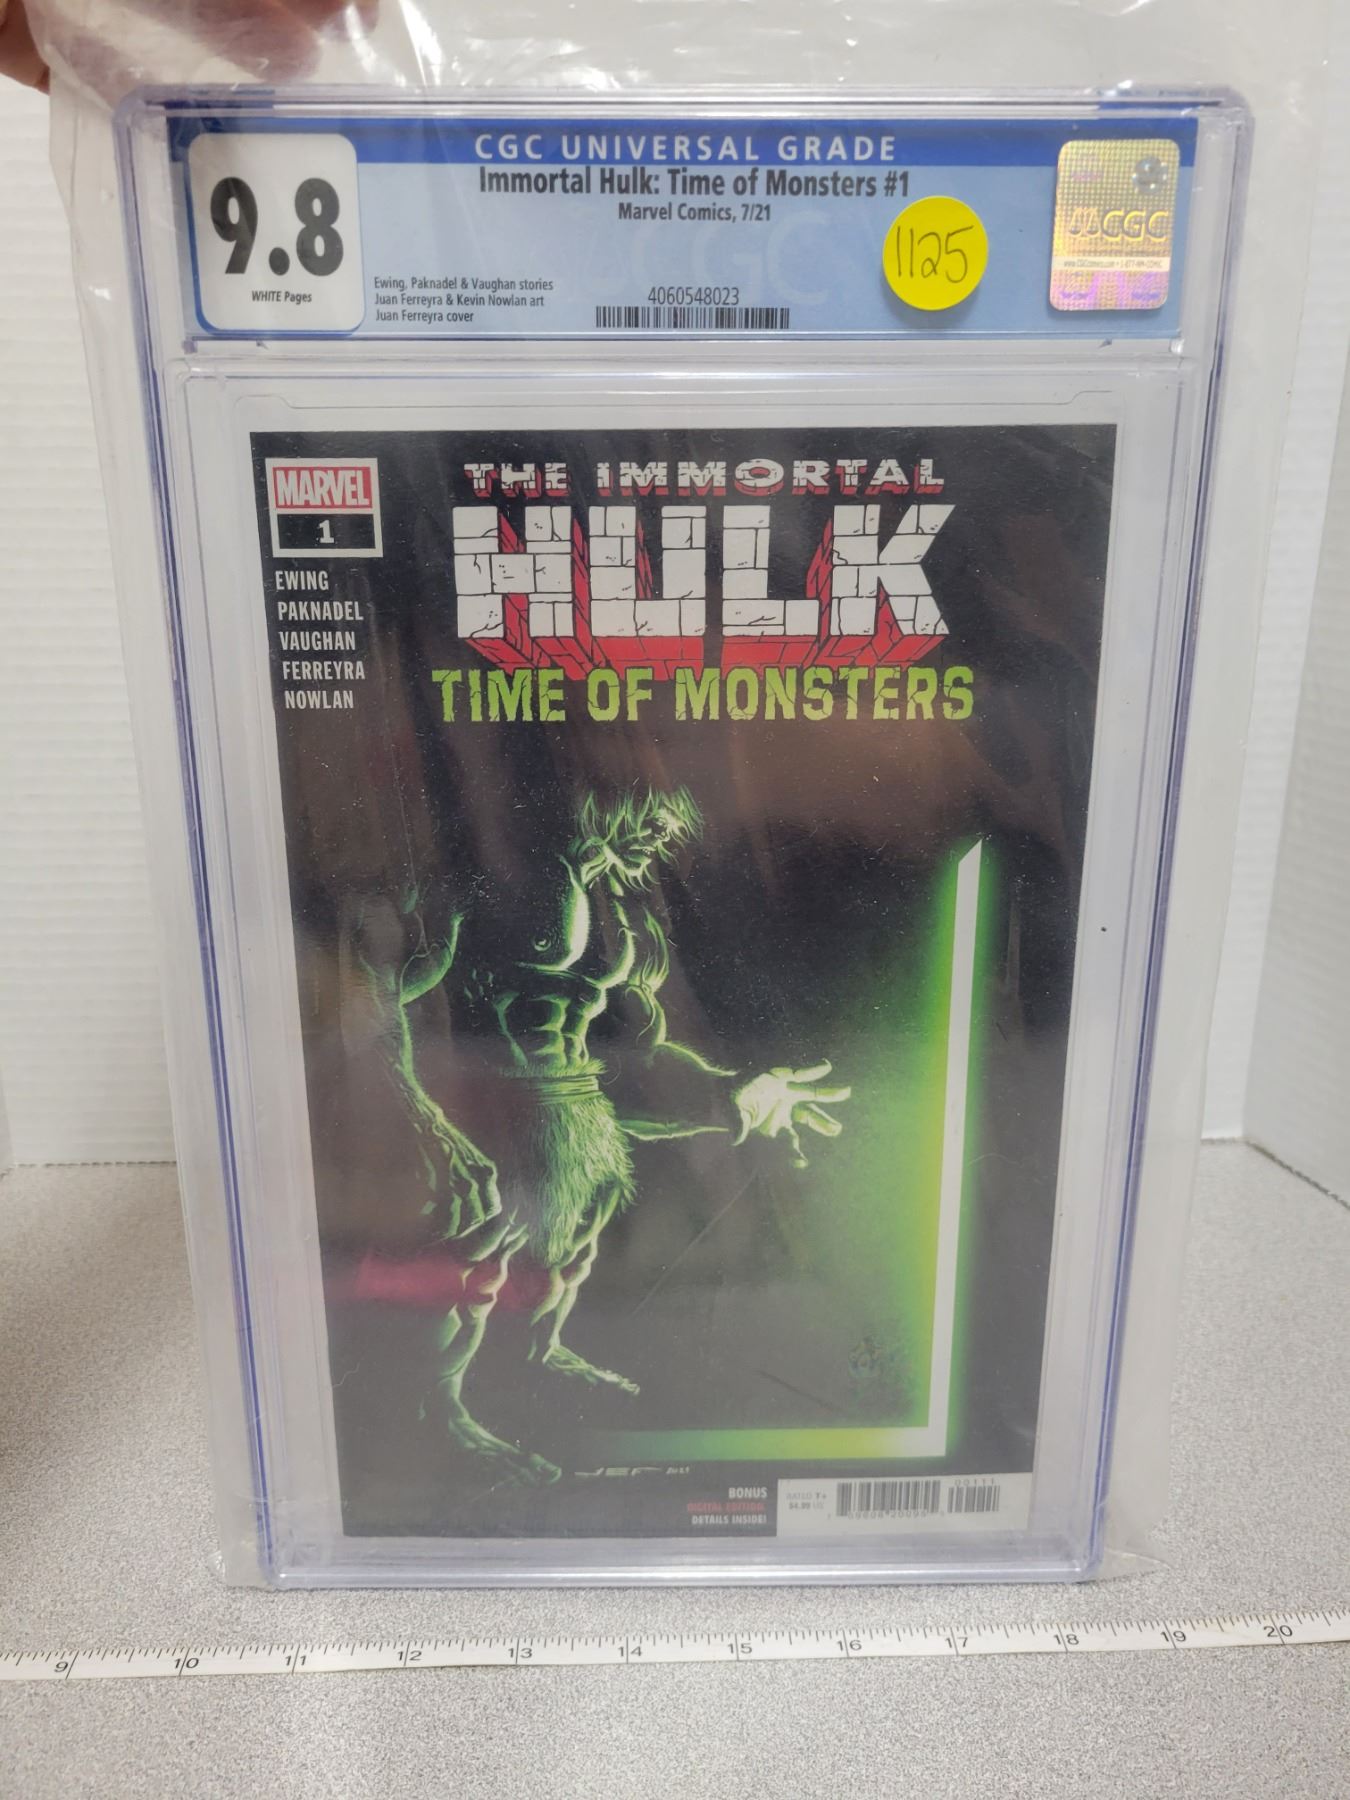 CGC UNIVERSAL GRADE
9.8
WHITE Pages
Immortal Hulk: Time of Monsters #1
Marvel Comics, 7/21
Ewing, Paknadel & Vaughan stories
Juan Ferreyra & Kevin Nowlan art
Juan Ferreyra cover
4060548023
1125
CGC
MARVEL
1
EWING
PAKNADEL
VAUGHAN
FERREYRA
NOWLAN
THE IMMORTAL
HULK
TIME OF MONSTERS
BONUS
DIGITAL EDITION
DETAILS INSIDE!
RATED T+
$4.99 US
00111
9 10 11 12 13 14 15 16 17 18 19 20